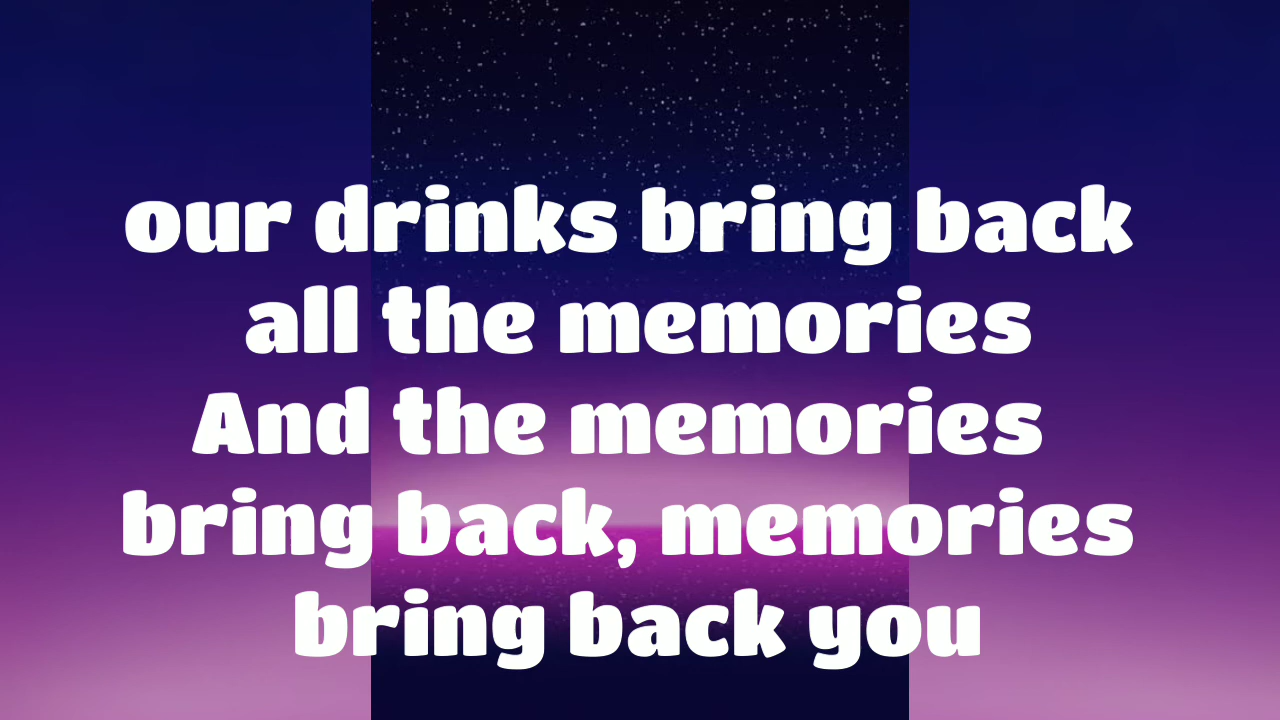 our drinks bring back
all the memories
And the memories
bring back, memories
bring back you